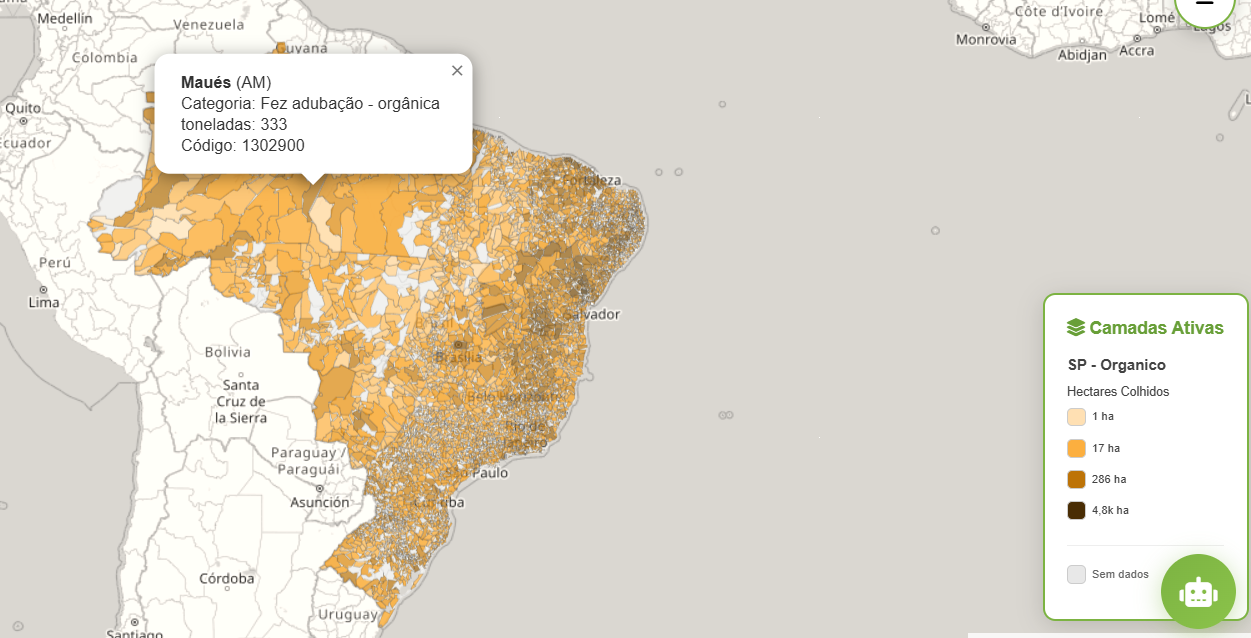 Medellín
Venezuela
Guyana
Colombia
Quito
Ecuador
Perú
Lima
Bolivia
Santa
Cruz de
la Sierra
Paraguay /
Paraguái
Asunción
Córdoba
Uruguay
Santiago
Maués (AM)
Categoria: Fez adubação - orgânica
toneladas: 333
Código: 1302900
Fortaleza
Salvador
Brasil
Brasília
Belo Horizonte
Rio de
Janeiro
São Paulo
Curitiba
Côte d'Ivoire
Monrovia
Abidjan
Accra
Lomé
Lagos
Camadas Ativas
SP - Organico
Hectares Colhidos
1 ha
17 ha
286 ha
4,8k ha
Sem dados